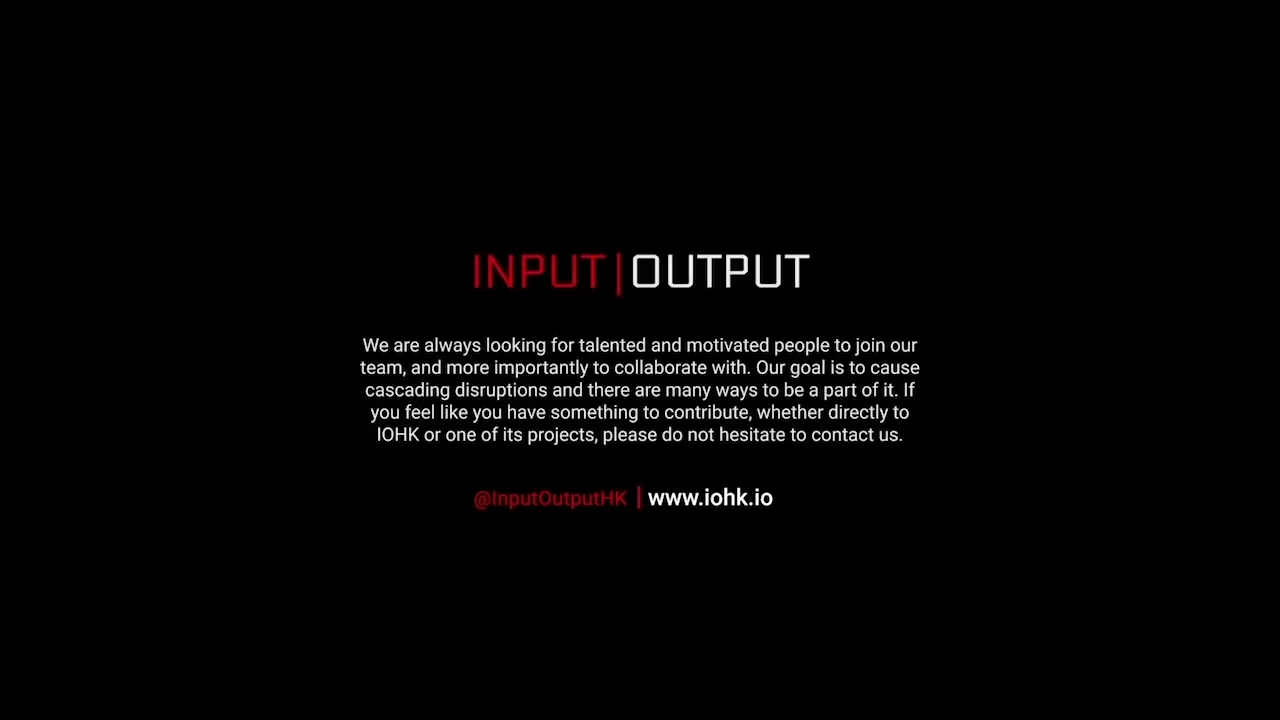 INPUT|OUTPUT
We are always looking for talented and motivated people to join our
team, and more importantly to collaborate with. Our goal is to cause
cascading disruptions and there are many ways to be a part of it. If
you feel like you have something to contribute, whether directly to
IOHK or one of its projects, please do not hesitate to contact us.
@InputOutputHK | www.iohk.io